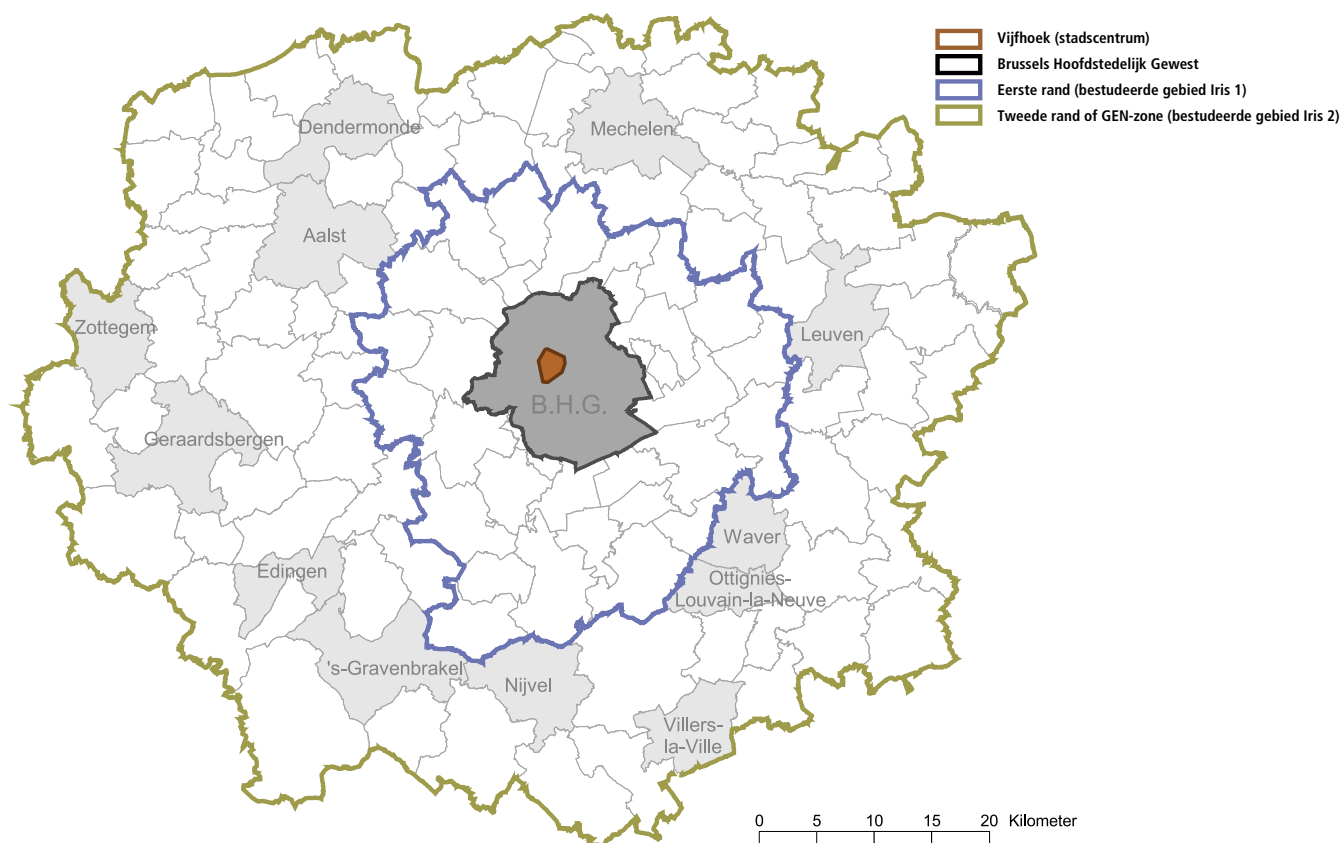 Vijfhoek (stadscentrum)
Brussels Hoofdstedelijk Gewest
Eerste rand (bestudeerde gebied Iris 1)
Tweede rand of GEN-zone (bestudeerde gebied Iris 2)
Dendermonde
Mechelen
Aalst
Zottegem
Leuven
B.H.G.
Geraardsbergen
Waver
Edingen
Ottignies-
Louvain-la-Neuve
's-Gravenbrakel
Nijvel
Villers-
la-Ville
0 5 10 15 20 Kilometer